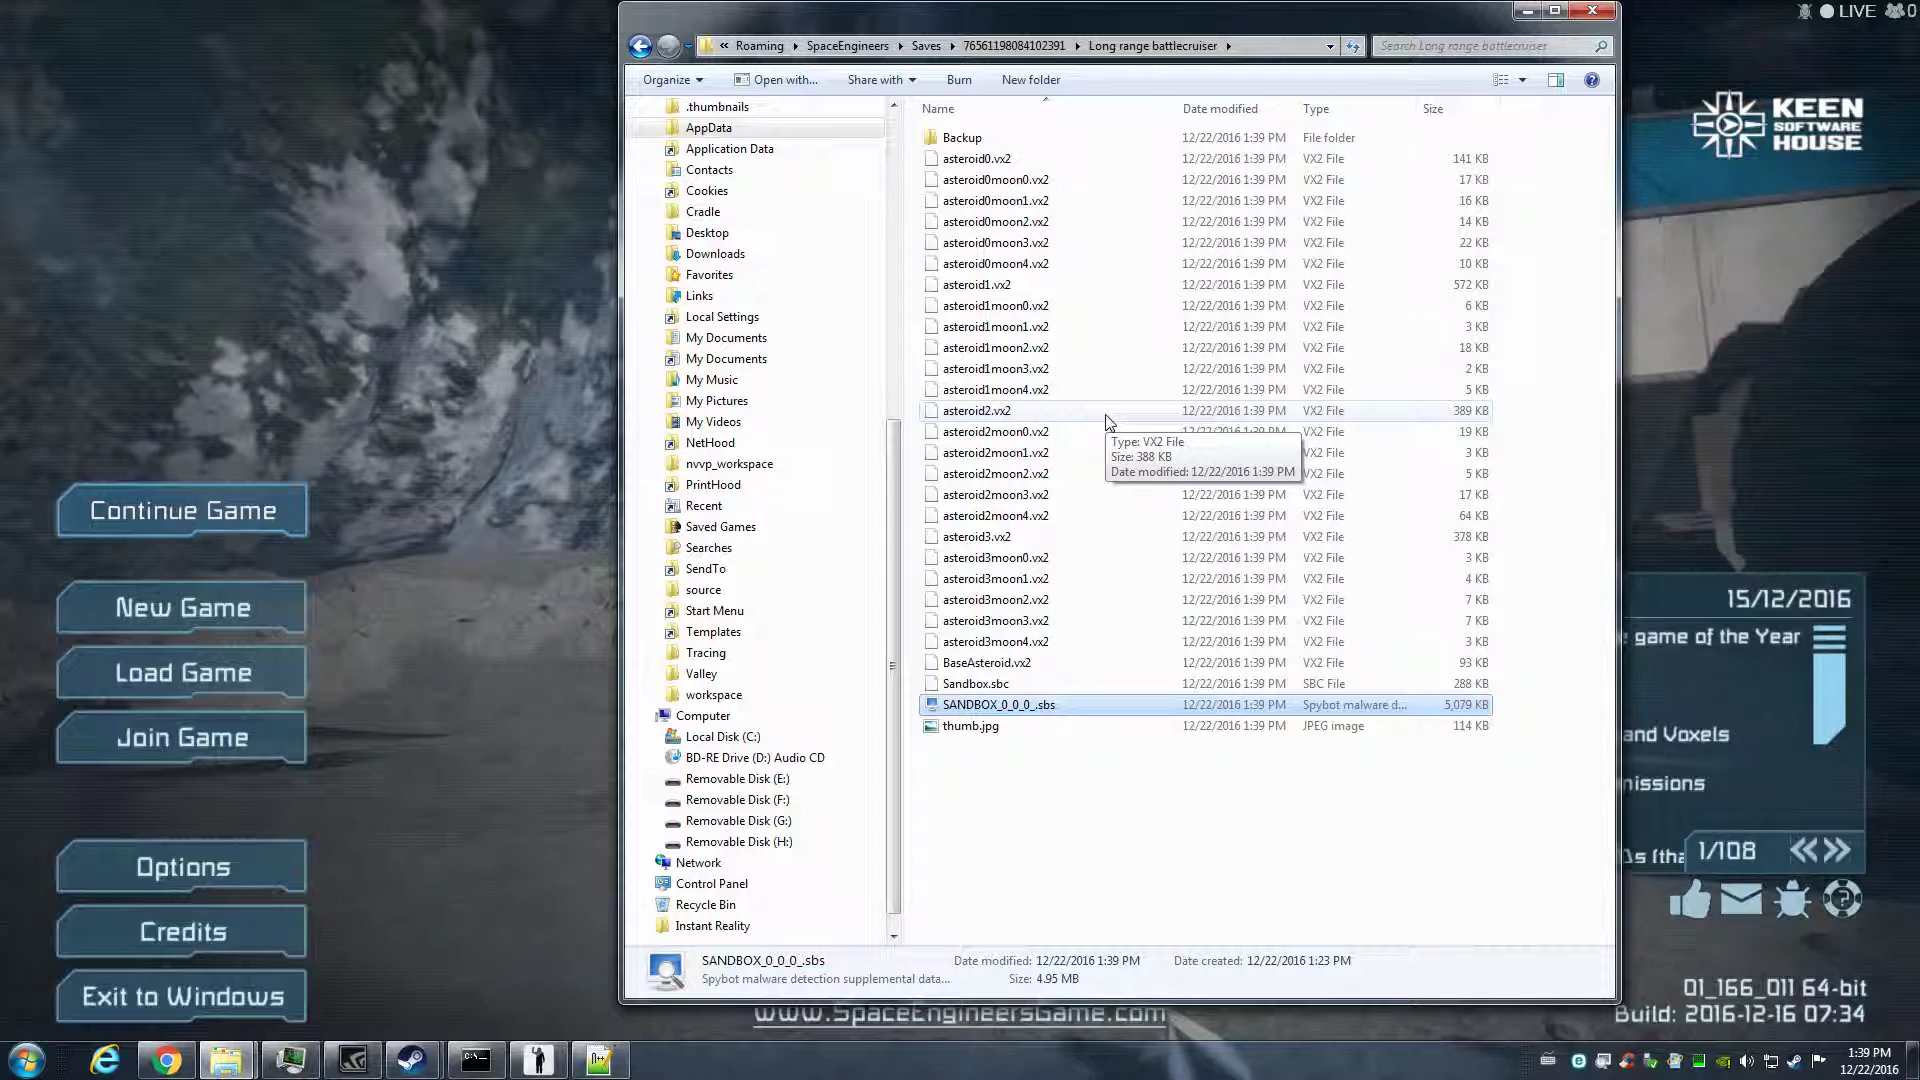 LIVE 0
« Roaming SpaceEngineers Saves 76561198084102391 Long range battlecruiser
Search Long range battlecruiser
Organize Open with... Share with Burn New folder
Name Date modified Type Size
.thumbnails
AppData
Application Data
Contacts
Cookies
Cradle
Desktop
Downloads
Favorites
Links
Local Settings
My Documents
My Documents
My Music
My Pictures
My Videos
NetHood
nvvp_workspace
PrintHood
Recent
Saved Games
Searches
SendTo
source
Start Menu
Templates
Tracing
Valley
workspace
Computer
Local Disk (C:)
BD-RE Drive (D:) Audio CD
Removable Disk (E:)
Removable Disk (F:)
Removable Disk (G:)
Removable Disk (H:)
Network
Control Panel
Recycle Bin
Instant Reality
Backup 12/22/2016 1:39 PM File folder
asteroid0.vx2 12/22/2016 1:39 PM VX2 File 141 KB
asteroid0moon0.vx2 12/22/2016 1:39 PM VX2 File 17 KB
asteroid0moon1.vx2 12/22/2016 1:39 PM VX2 File 16 KB
asteroid0moon2.vx2 12/22/2016 1:39 PM VX2 File 14 KB
asteroid0moon3.vx2 12/22/2016 1:39 PM VX2 File 22 KB
asteroid0moon4.vx2 12/22/2016 1:39 PM VX2 File 10 KB
asteroid1.vx2 12/22/2016 1:39 PM VX2 File 572 KB
asteroid1moon0.vx2 12/22/2016 1:39 PM VX2 File 6 KB
asteroid1moon1.vx2 12/22/2016 1:39 PM VX2 File 3 KB
asteroid1moon2.vx2 12/22/2016 1:39 PM VX2 File 18 KB
asteroid1moon3.vx2 12/22/2016 1:39 PM VX2 File 2 KB
asteroid1moon4.vx2 12/22/2016 1:39 PM VX2 File 5 KB
asteroid2.vx2 12/22/2016 1:39 PM VX2 File 389 KB
asteroid2moon0.vx2 12/22/2016 1:39 PM VX2 File 19 KB
asteroid2moon1.vx2 VX2 File 3 KB
asteroid2moon2.vx2 VX2 File 5 KB
asteroid2moon3.vx2 12/22/2016 1:39 PM VX2 File 17 KB
asteroid2moon4.vx2 12/22/2016 1:39 PM VX2 File 64 KB
asteroid3.vx2 12/22/2016 1:39 PM VX2 File 378 KB
asteroid3moon0.vx2 12/22/2016 1:39 PM VX2 File 3 KB
asteroid3moon1.vx2 12/22/2016 1:39 PM VX2 File 4 KB
asteroid3moon2.vx2 12/22/2016 1:39 PM VX2 File 7 KB
asteroid3moon3.vx2 12/22/2016 1:39 PM VX2 File 7 KB
asteroid3moon4.vx2 12/22/2016 1:39 PM VX2 File 3 KB
BaseAsteroid.vx2 12/22/2016 1:39 PM VX2 File 93 KB
Sandbox.sbc 12/22/2016 1:39 PM SBC File 288 KB
SANDBOX_0_0_0_.sbs 12/22/2016 1:39 PM Spybot malware d... 5,079 KB
thumb.jpg 12/22/2016 1:39 PM JPEG image 114 KB
Type: VX2 File
Size: 388 KB
Date modified: 12/22/2016 1:39 PM
SANDBOX_0_0_0_.sbs Date modified: 12/22/2016 1:39 PM Date created: 12/22/2016 1:23 PM
Spybot malware detection supplemental data... Size: 4.95 MB
Continue Game
New Game
Load Game
Join Game
Options
Credits
Exit to Windows
KEEN
SOFTWARE
HOUSE
15/12/2016
game of the Year
and Voxels
missions
(tha
1/108
www.SpaceEngineersGame.com
01_166_011 64-bit
Build: 2016-12-16 07:34
C:\
1:39 PM
12/22/2016